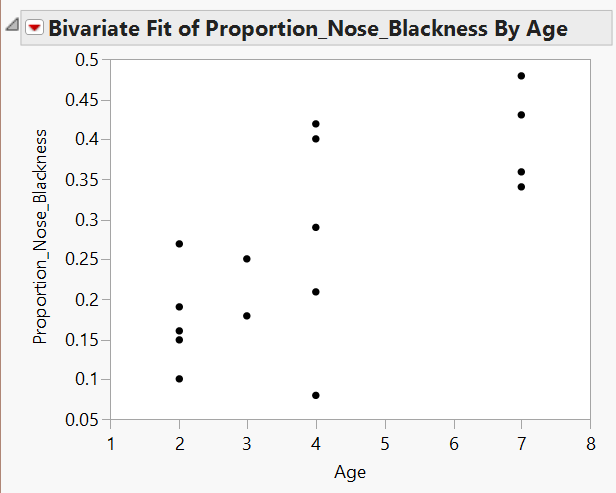 Bivariate Fit of Proportion_Nose_Blackness By Age
0.5
0.45
0.4
0.35
0.3
0.25
0.2
0.15
0.1
0.05
Proportion_Nose_Blackness
1 2 3 4 5 6 7 8
Age